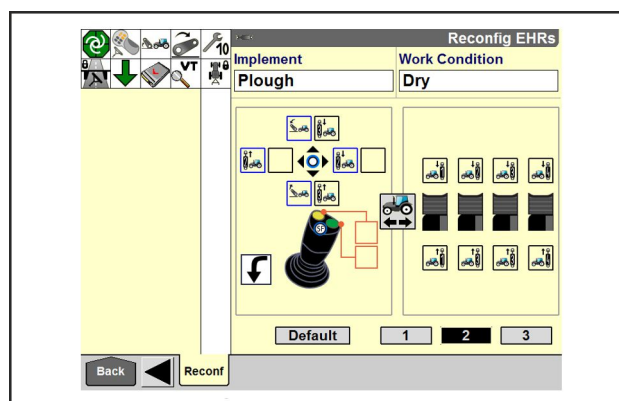 Reconfig EHRs
10
VT
Implement
Work Condition
Plough
Dry
SF
Default
1
2
3
Back
Reconf